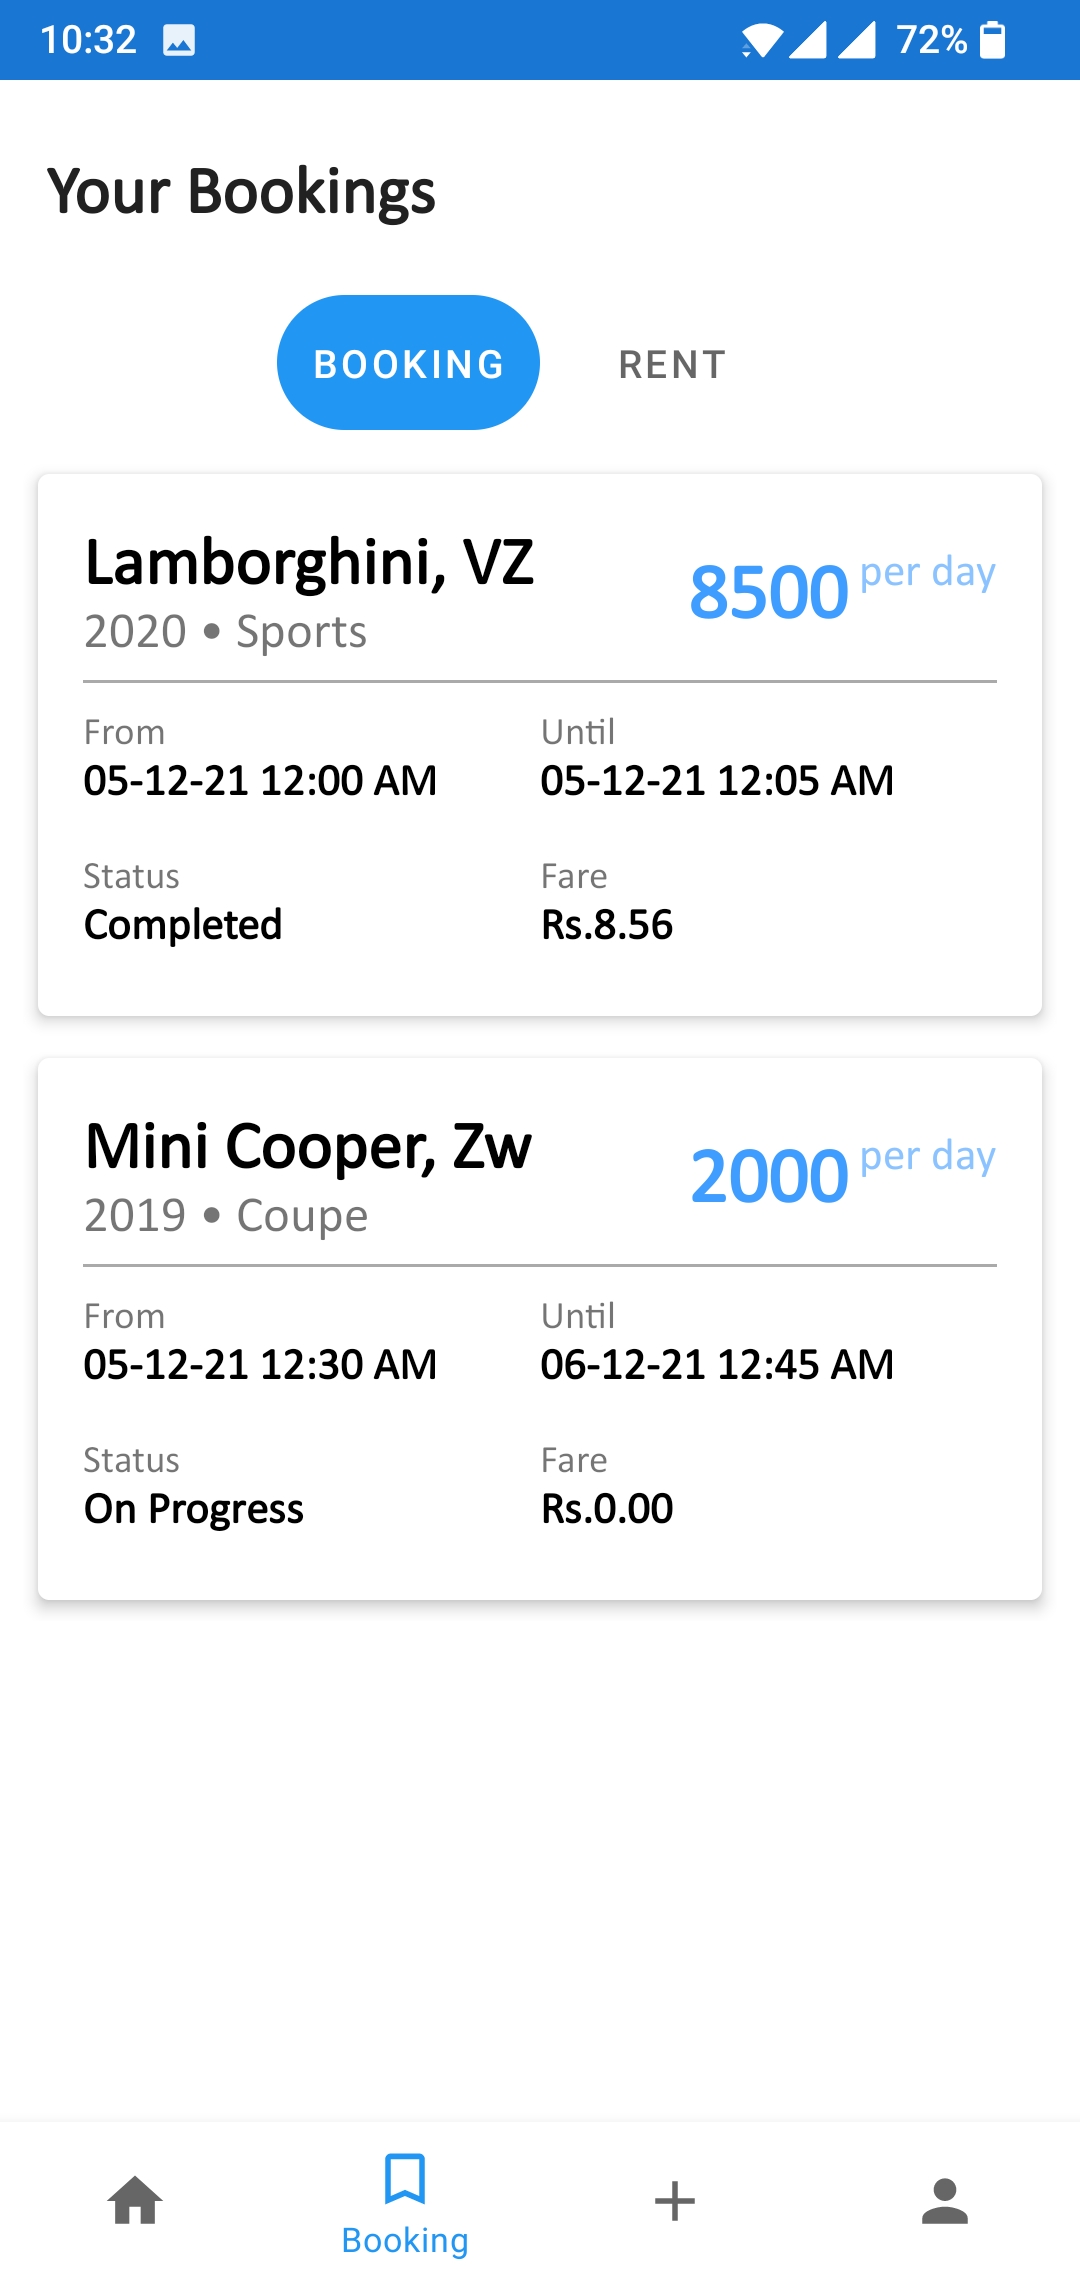 10:32 72%
Your Bookings
BOOKING RENT
Lamborghini, VZ
8500 per day
2020 • Sports
From Until
05-12-21 12:00 AM 05-12-21 12:05 AM
Status Fare
Completed Rs.8.56
Mini Cooper, Zw
2000 per day
2019 • Coupe
From Until
05-12-21 12:30 AM 06-12-21 12:45 AM
Status Fare
On Progress Rs.0.00
Booking